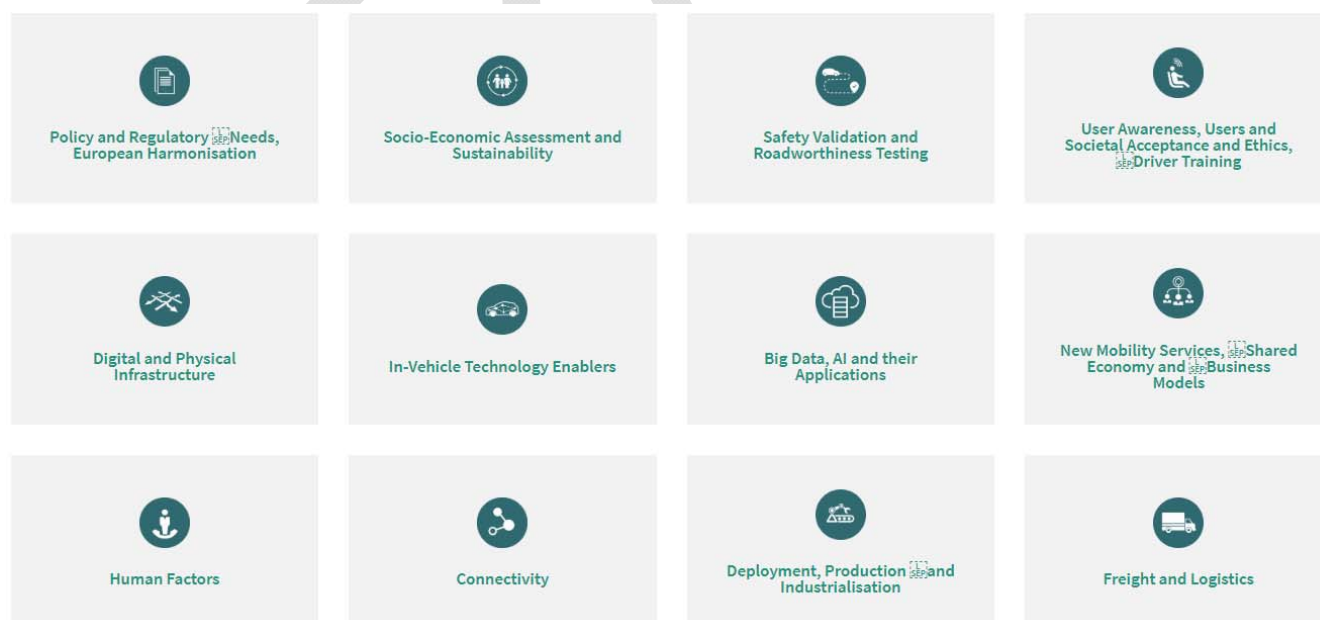 Policy and Regulatory Needs,
European Harmonisation
Socio-Economic Assessment and
Sustainability
Safety Validation and
Roadworthiness Testing
User Awareness, Users and
Societal Acceptance and Ethics,
Driver Training
Digital and Physical
Infrastructure
In-Vehicle Technology Enablers
Big Data, AI and their
Applications
New Mobility Services, Shared
Economy and Business
Models
Human Factors
Connectivity
Deployment, Production and
Industrialisation
Freight and Logistics